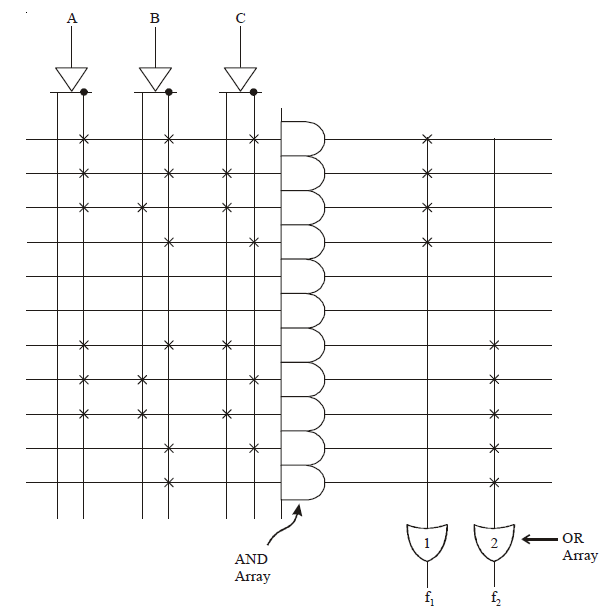 A B C
1 2
OR
Array
AND
Array
f₁ f₂